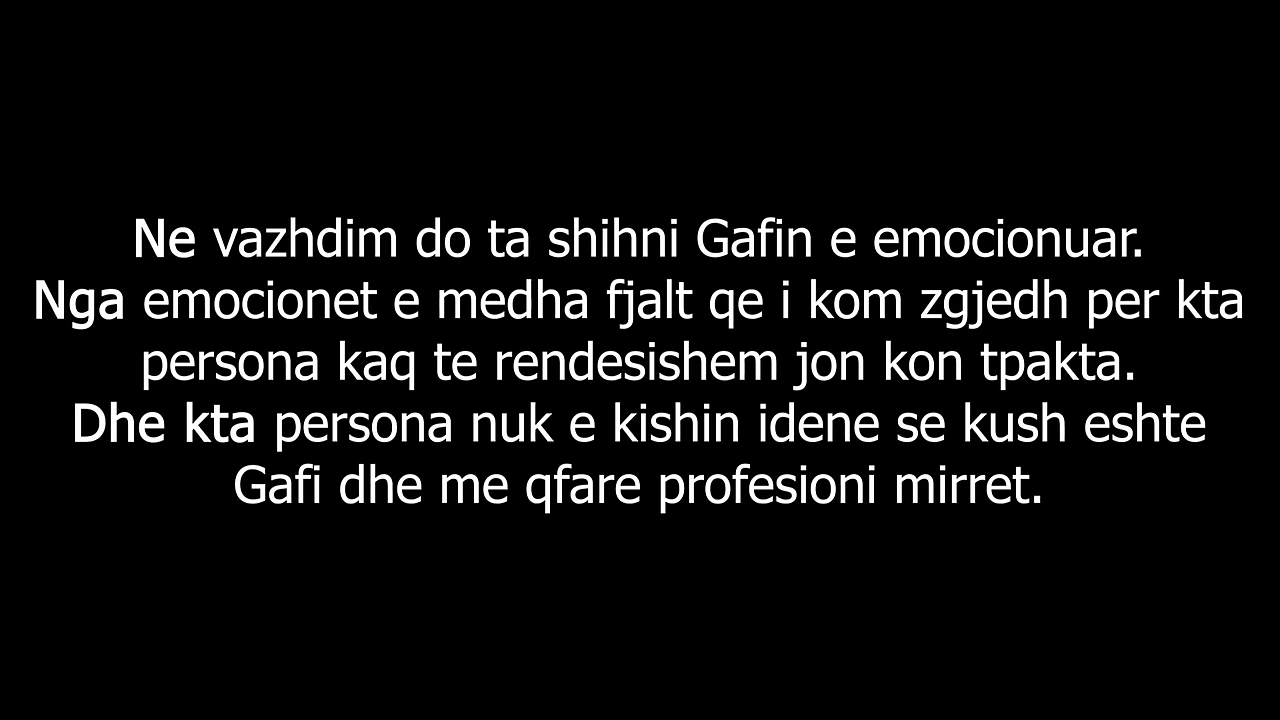 Ne vazhdim do ta shihni Gafin e emocionuar.
Nga emocionet e medha fjalt qe i kom zgjedh per kta
persona kaq te rendesishem jon kon tpakta.
Dhe kta persona nuk e kishin idene se kush eshte
Gafi dhe me qfare profesioni mirret.